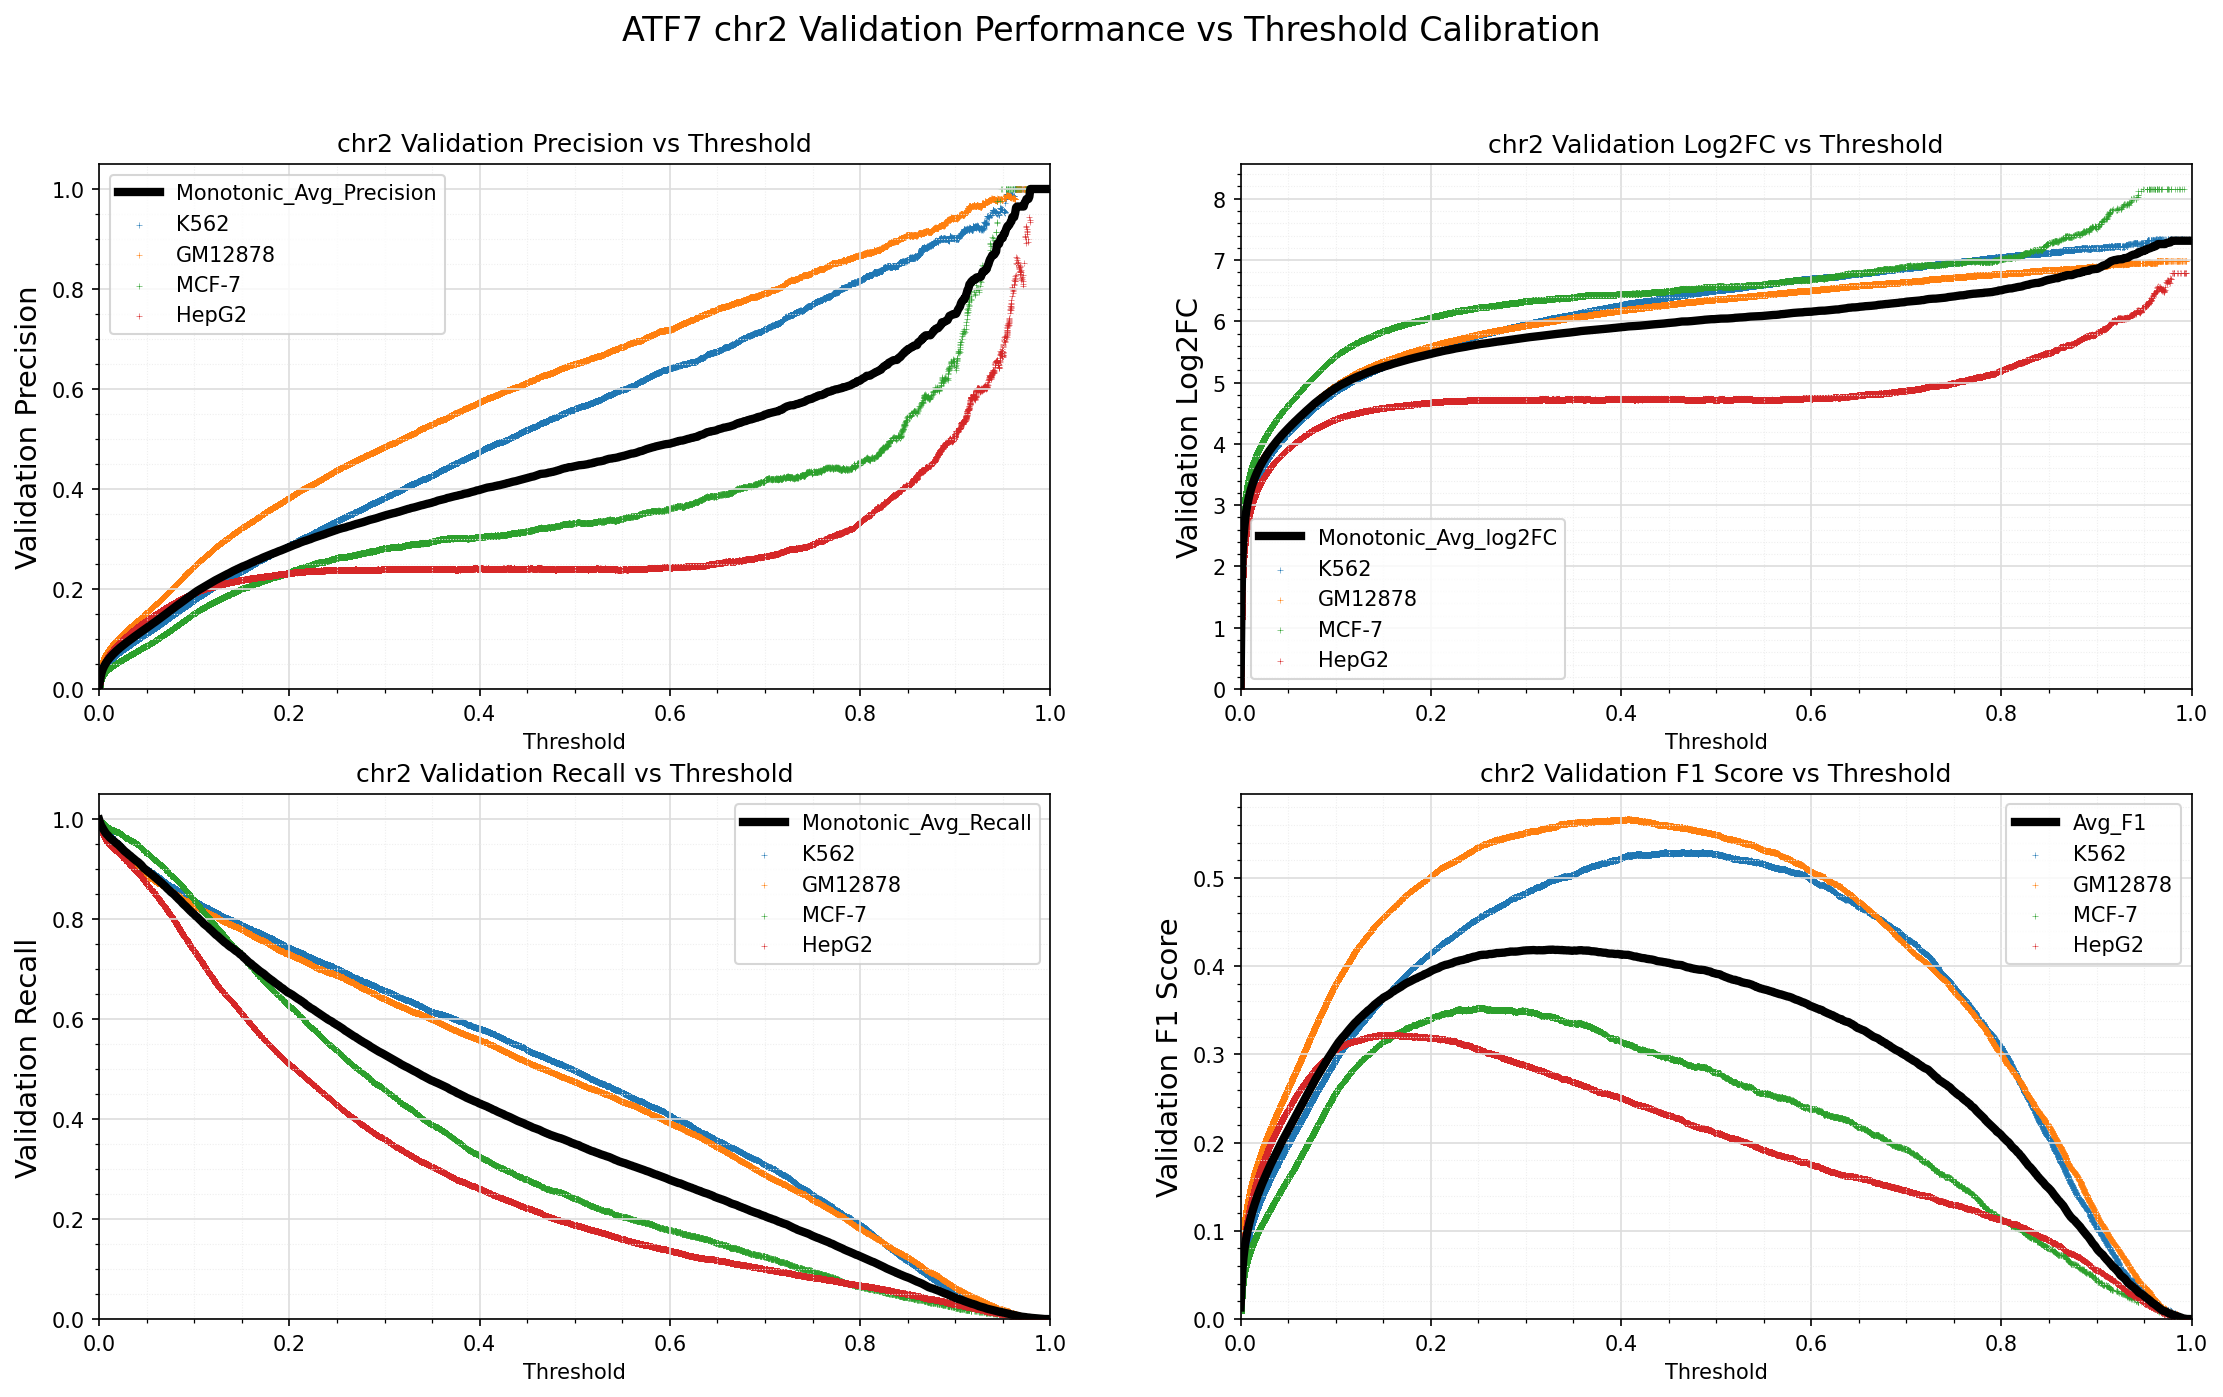 ATF7 chr2 Validation Performance vs Threshold Calibration
chr2 Validation Precision vs Threshold
Validation Precision
1.0
0.8
0.6
0.4
0.2
0.0
Monotonic_Avg_Precision
K562
GM12878
MCF-7
HepG2
0.0 0.2 0.4 0.6 0.8 1.0
Threshold
chr2 Validation Log2FC vs Threshold
Validation Log2FC
8
7
6
5
4
3
2
1
0
Monotonic_Avg_log2FC
K562
GM12878
MCF-7
HepG2
0.0 0.2 0.4 0.6 0.8 1.0
Threshold
chr2 Validation Recall vs Threshold
Validation Recall
1.0
0.8
0.6
0.4
0.2
0.0
Monotonic_Avg_Recall
K562
GM12878
MCF-7
HepG2
0.0 0.2 0.4 0.6 0.8 1.0
Threshold
chr2 Validation F1 Score vs Threshold
Validation F1 Score
0.5
0.4
0.3
0.2
0.1
0.0
Avg_F1
K562
GM12878
MCF-7
HepG2
0.0 0.2 0.4 0.6 0.8 1.0
Threshold